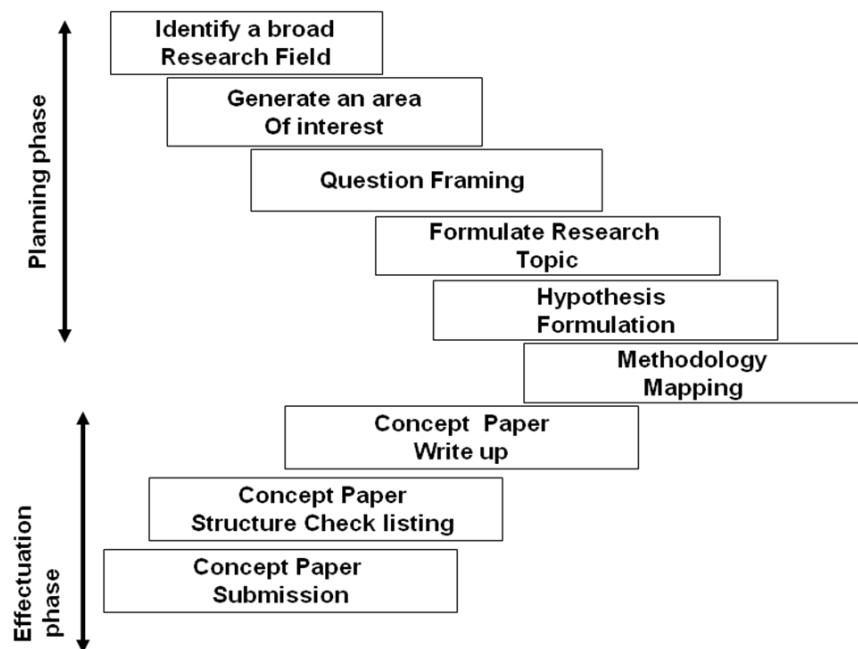 Identify a broad
Research Field
Generate an area
Of interest
Question Framing
Formulate Research
Topic
Hypothesis
Formulation
Methodology
Mapping
Planning phase
Concept Paper
Write up
Concept Paper
Structure Check listing
Concept Paper
Submission
Effectuation
phase